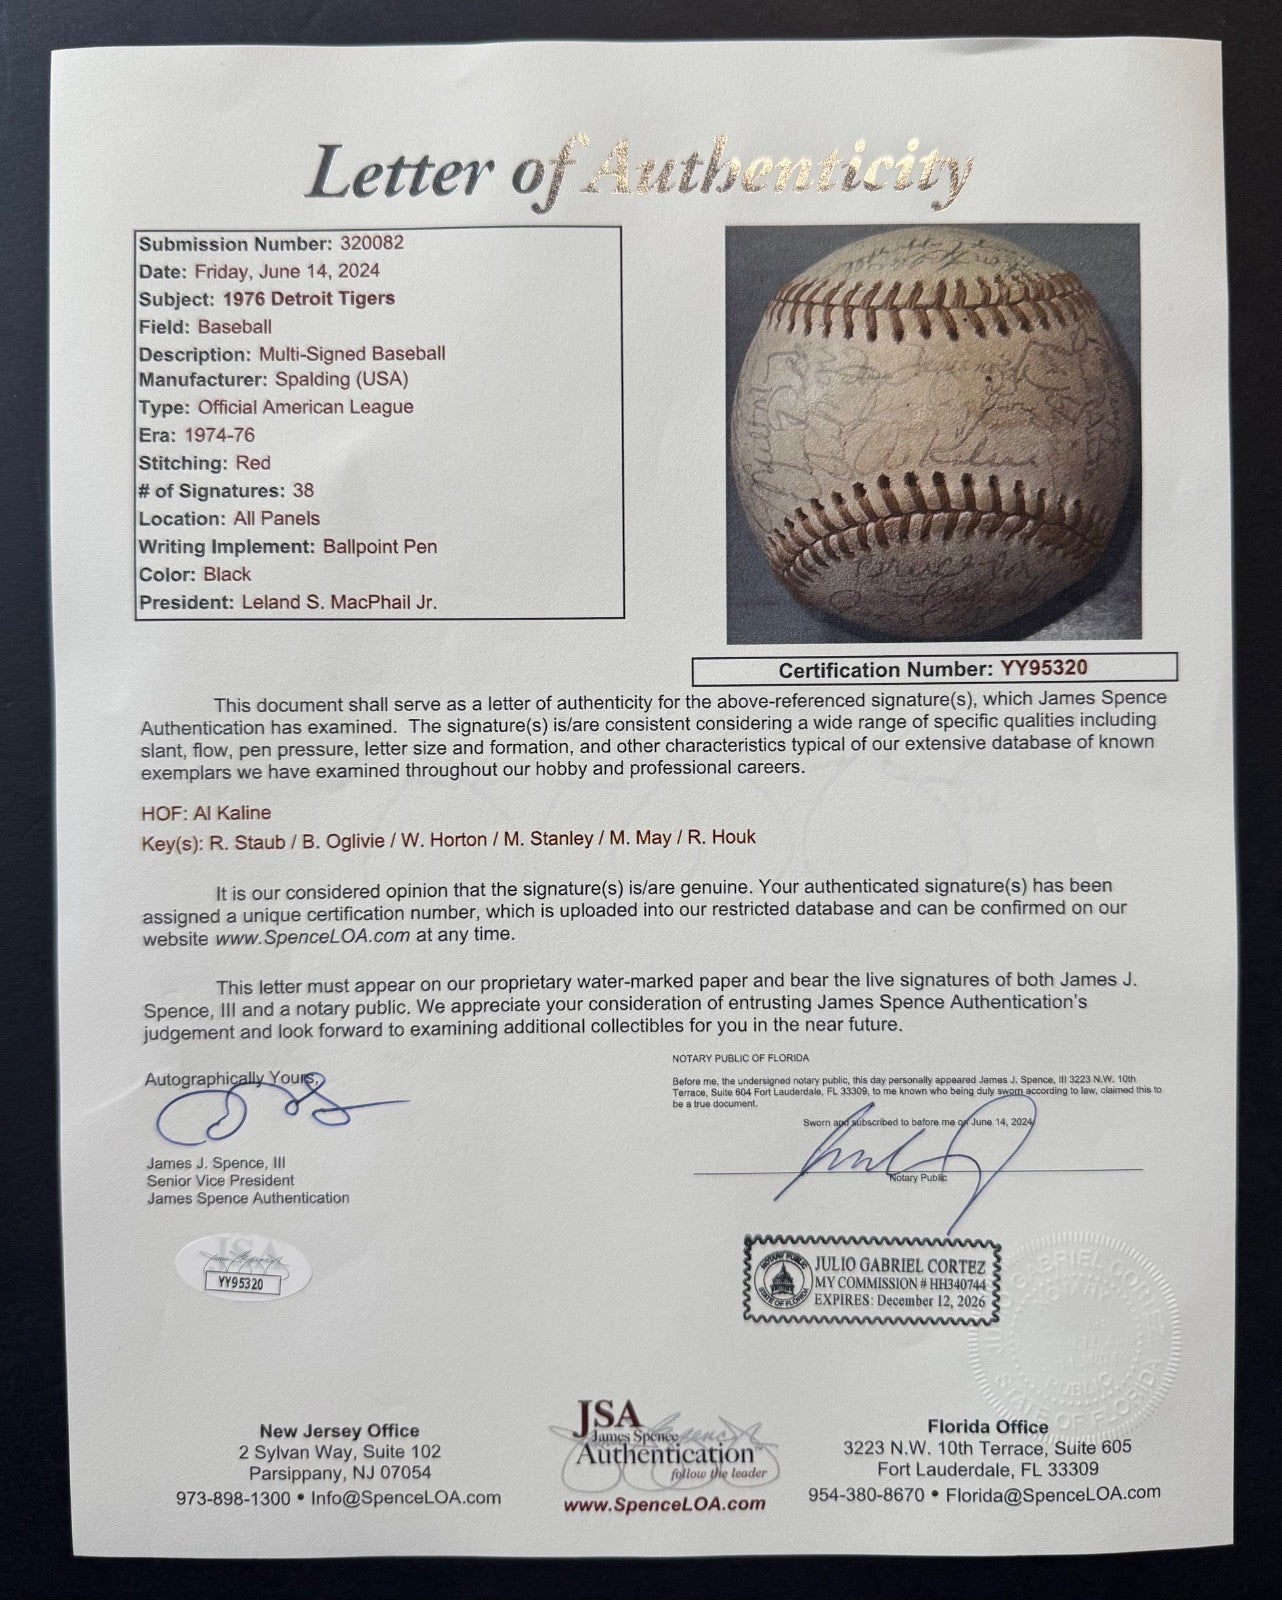 Letter of Authenticity
Submission Number: 320082
Date: Friday, June 14, 2024
Subject: 1976 Detroit Tigers
Field: Baseball
Description: Multi-Signed Baseball
Manufacturer: Spalding (USA)
Type: Official American League
Era: 1974-76
Stitching: Red
# of Signatures: 38
Location: All Panels
Writing Implement: Ballpoint Pen
Color: Black
President: Leland S. MacPhail Jr.
A Kaline
Certification Number: YY95320
This document shall serve as a letter of authenticity for the above-referenced signature(s), which James Spence
Authentication has examined. The signature(s) is/are consistent considering a wide range of specific qualities including
slant, flow, pen pressure, letter size and formation, and other characteristics typical of our extensive database of known
exemplars we have examined throughout our hobby and professional careers.
HOF: Al Kaline
Key(s): R. Staub / B. Oglivie / W. Horton / M. Stanley / M. May / R. Houk
It is our considered opinion that the signature(s) is/are genuine. Your authenticated signature(s) has been
assigned a unique certification number, which is uploaded into our restricted database and can be confirmed on our
website www.SpenceLOA.com at any time.
This letter must appear on our proprietary water-marked paper and bear the live signatures of both James J.
Spence, III and a notary public. We appreciate your consideration of entrusting James Spence Authentication's
judgement and look forward to examining additional collectibles for you in the near future.
Autographically Yours,
James J. Spence, III
Senior Vice President
James Spence Authentication
NOTARY PUBLIC OF FLORIDA
Before me, the undersigned notary public, this day personally appeared James J. Spence, III 3223 N.W. 10th
Terrace, Suite 604 Fort Lauderdale, FL 33309, to me known who being duly sworn according to law, claimed this to
be a true document.
Sworn and subscribed to before me on June 14, 2024
Notary Public
JSA
YY95320
NOTARY PUBLIC
STATE OF FLORIDA
JULIO GABRIEL CORTEZ
MY COMMISSION # HH340744
EXPIRES: December 12, 2026
JULIO GABRIEL CORTEZ
NOTARY
PUBLIC
STATE OF FLORIDA
New Jersey Office
2 Sylvan Way, Suite 102
Parsippany, NJ 07054
973-898-1300 • Info@SpenceLOA.com
JSA
James Spence
Authentication™
follow the leader
www.SpenceLOA.com
Florida Office
3223 N.W. 10th Terrace, Suite 605
Fort Lauderdale, FL 33309
954-380-8670 • Florida@SpenceLOA.com